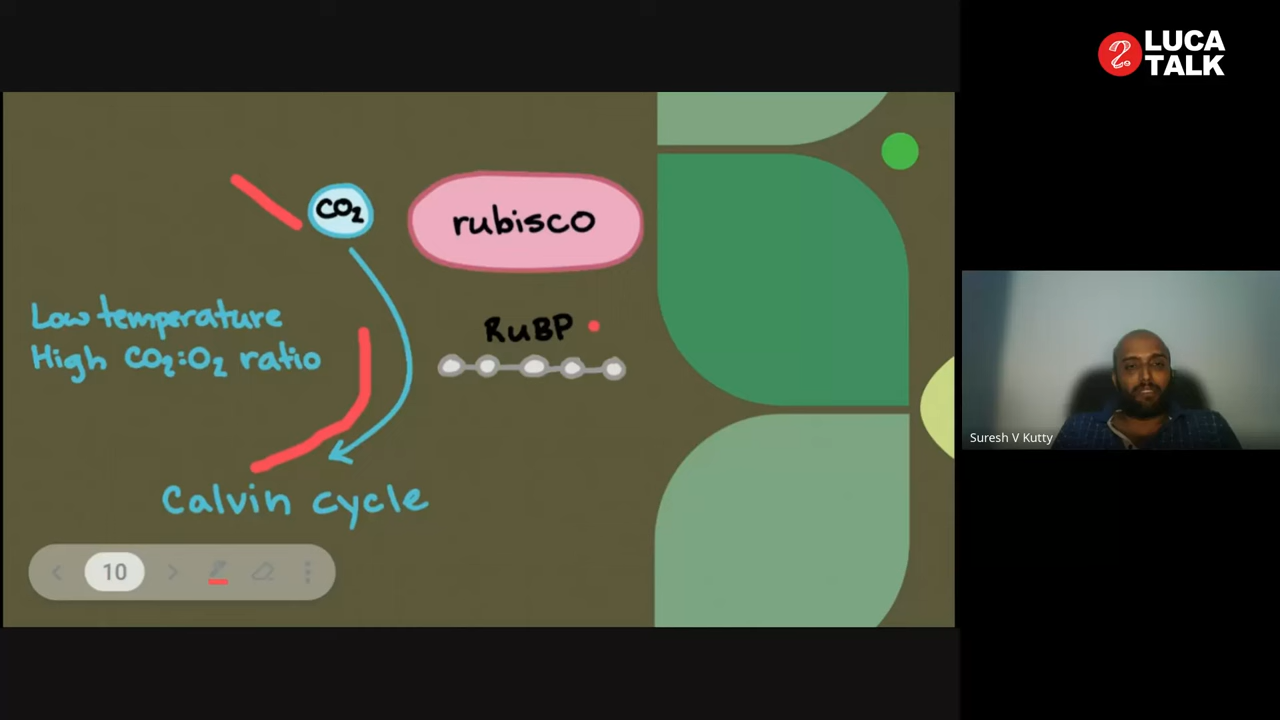 LUCA
TALK
CO₂
rubisco
RuBP
Low temperature
High CO₂:O₂ ratio
Calvin cycle
10
Suresh V Kutty